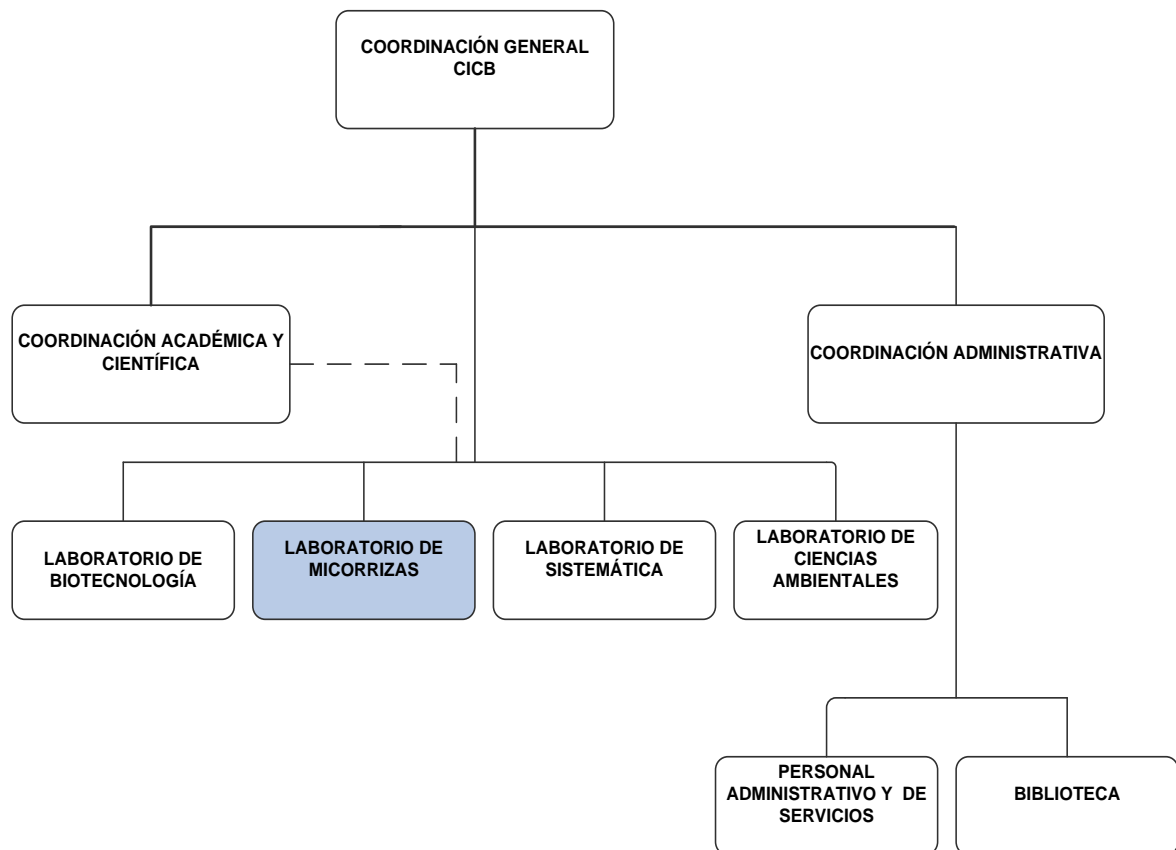 COORDINACIÓN GENERAL
CICB
COORDINACIÓN ACADÉMICA Y
CIENTÍFICA
COORDINACIÓN ADMINISTRATIVA
LABORATORIO DE
BIOTECNOLOGÍA
LABORATORIO DE
MICORRIZAS
LABORATORIO DE
SISTEMÁTICA
LABORATORIO DE
CIENCIAS
AMBIENTALES
PERSONAL
ADMINISTRATIVO Y DE
SERVICIOS
BIBLIOTECA